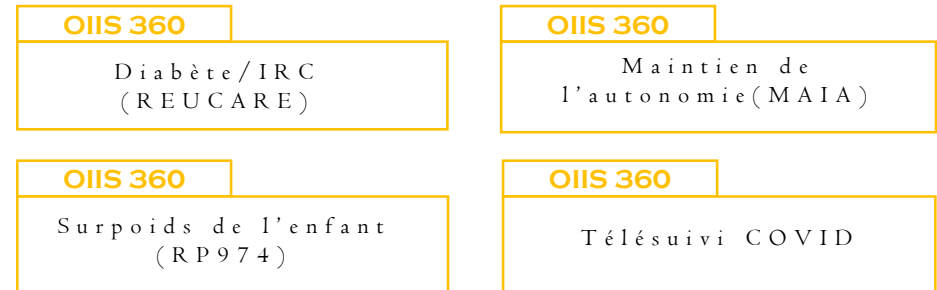 OIIS 360
Diabète/IRC
(REUCARE)
OIIS 360
Maintien de
l’autonomie(MAIA)
OIIS 360
Surpoids de l’enfant
(RP974)
OIIS 360
Télésuivi COVID